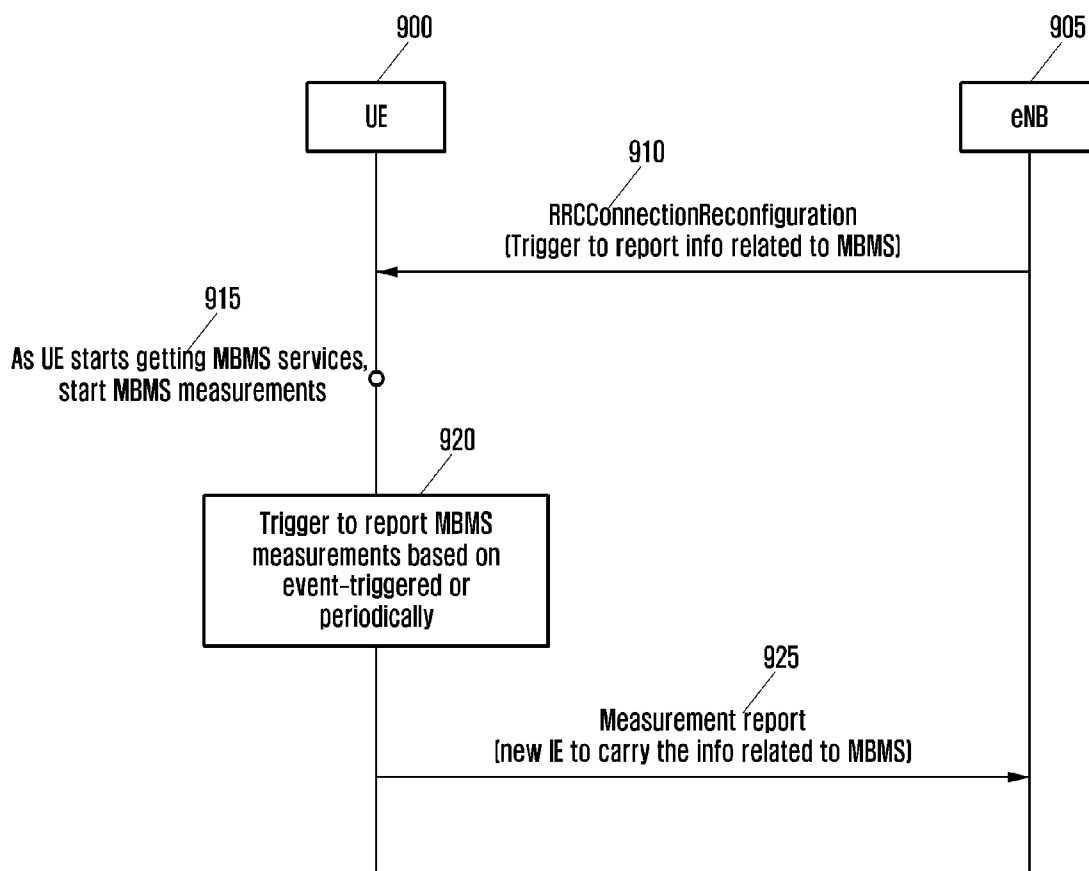 900
905
UE
eNB
910
RRCConnectionReconfiguration
(Trigger to report info related to MBMS)
915
As UE starts getting MBMS services,
start MBMS measurements
920
Trigger to report MBMS
measurements based on
event-triggered or
periodically
925
Measurement report
(new IE to carry the info related to MBMS)